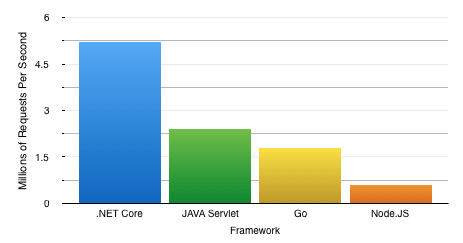 Millions of Requests Per Second
6
4.5
3
1.5
0
.NET Core JAVA Servlet Go Node.JS
Framework